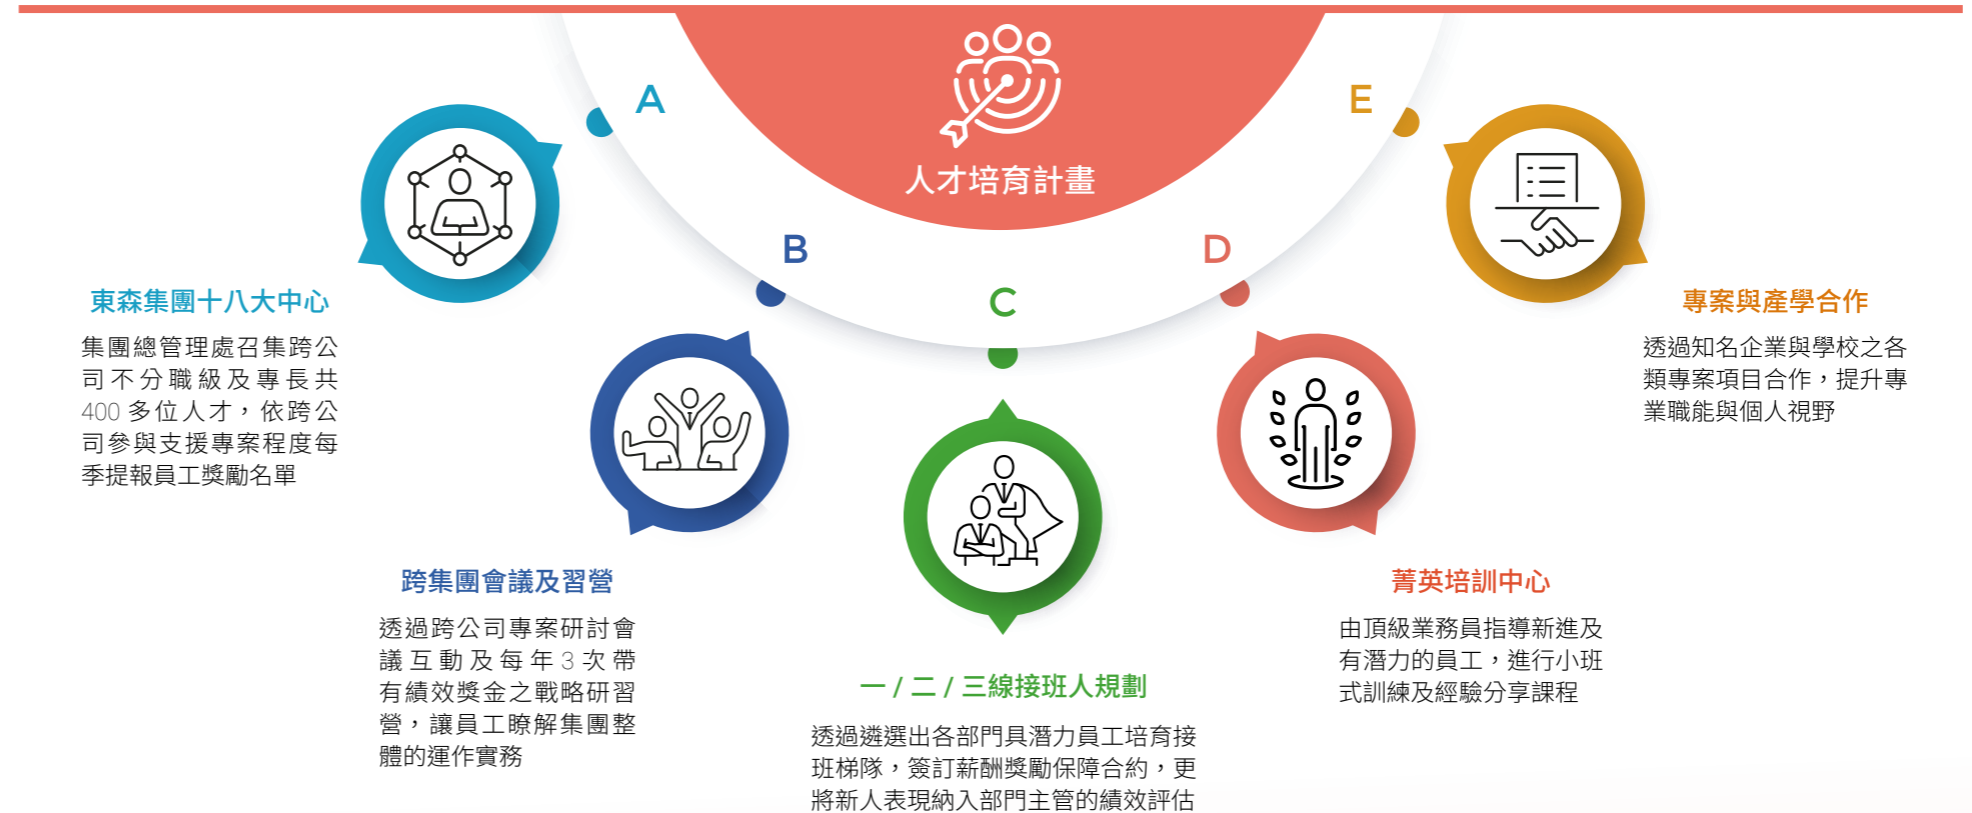 人才培育計畫
A
東森集團十八大中心
集團總管理處召集跨公
司不分職級及專長共
400 多位人才，依跨公
司參與支援專案程度每
季提報員工獎勵名單
B
跨集團會議及習營
透過跨公司專案研討會
議互動及每年 3 次帶
有績效獎金之戰略研習
營，讓員工瞭解集團整
體的運作實務
C
一 / 二 / 三線接班人規劃
透過遴選出各部門具潛力員工培育接
班梯隊，簽訂薪酬獎勵保障合約，更
將新人表現納入部門主管的績效評估
D
菁英培訓中心
由頂級業務員指導新進及
有潛力的員工，進行小班
式訓練及經驗分享課程
E
專案與產學合作
透過知名企業與學校之各
類專案項目合作，提升專
業職能與個人視野